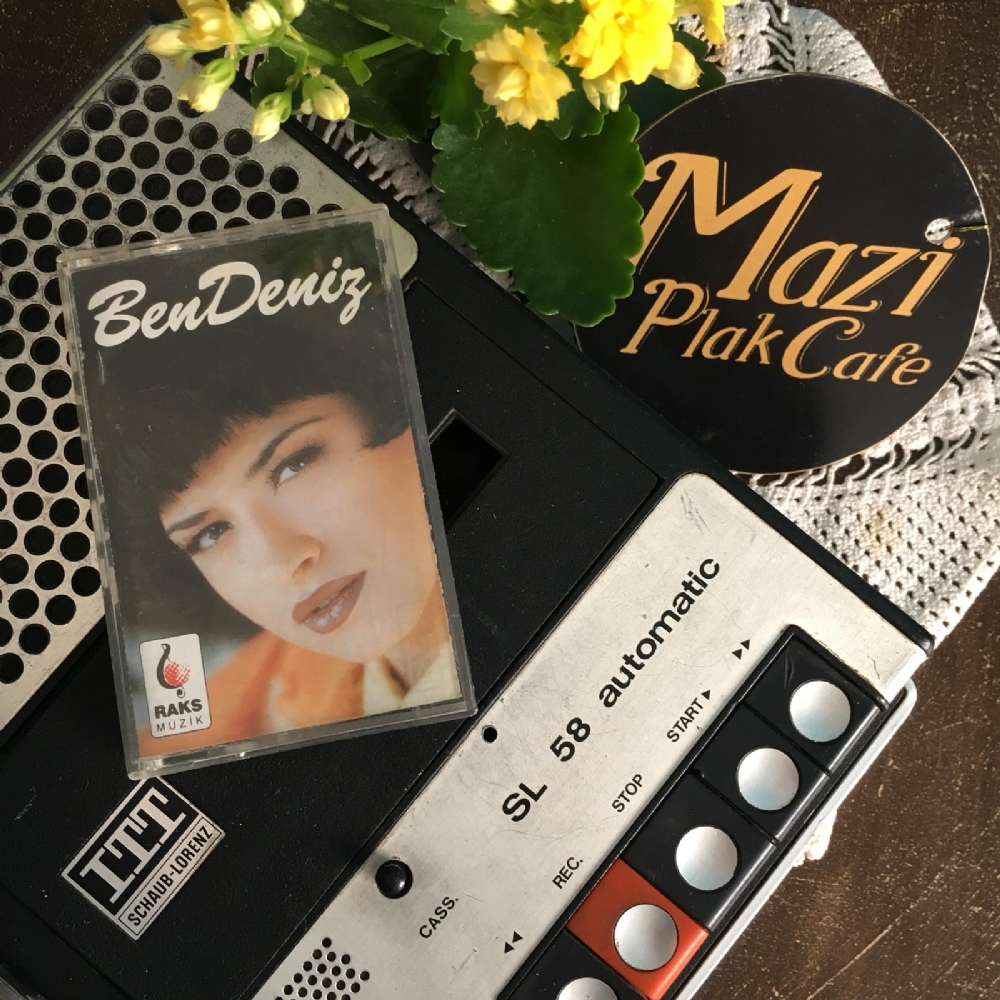 BenDeniz
RAKS
MÜZİK
Mazi
Plak Cafe
ITT
SCHAUB-LORENZ
SL 58 automatic
START
STOP
REC.
CASS.